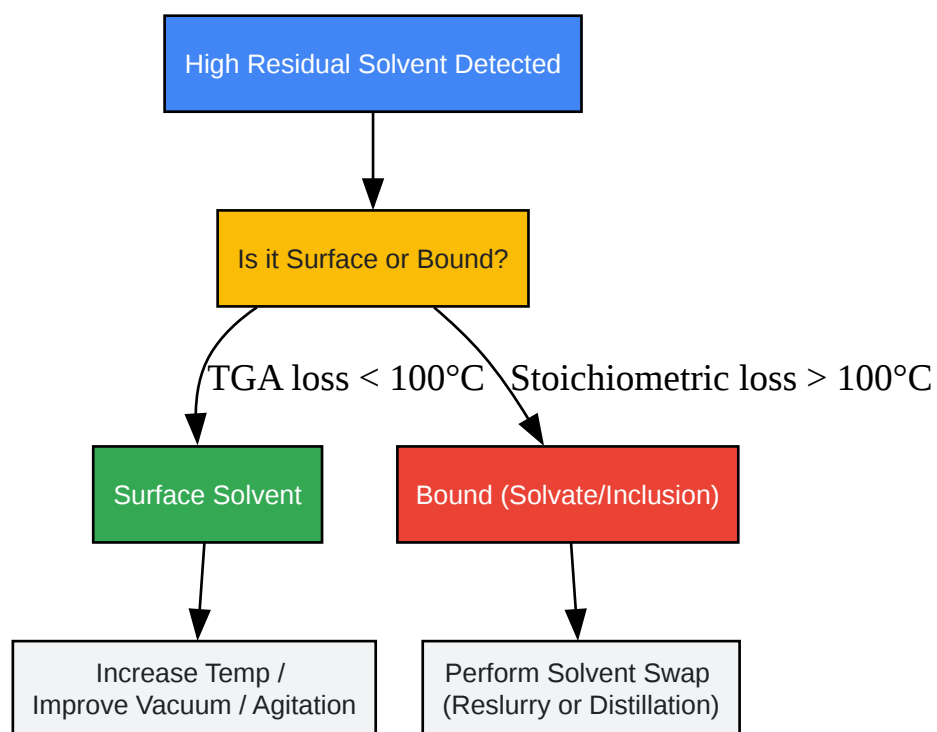 High Residual Solvent Detected
Is it Surface or Bound?
TGA loss < 100°C
Stoichiometric loss > 100°C
Surface Solvent
Bound (Solvate/Inclusion)
Increase Temp /
Improve Vacuum / Agitation
Perform Solvent Swap
(Reslurry or Distillation)